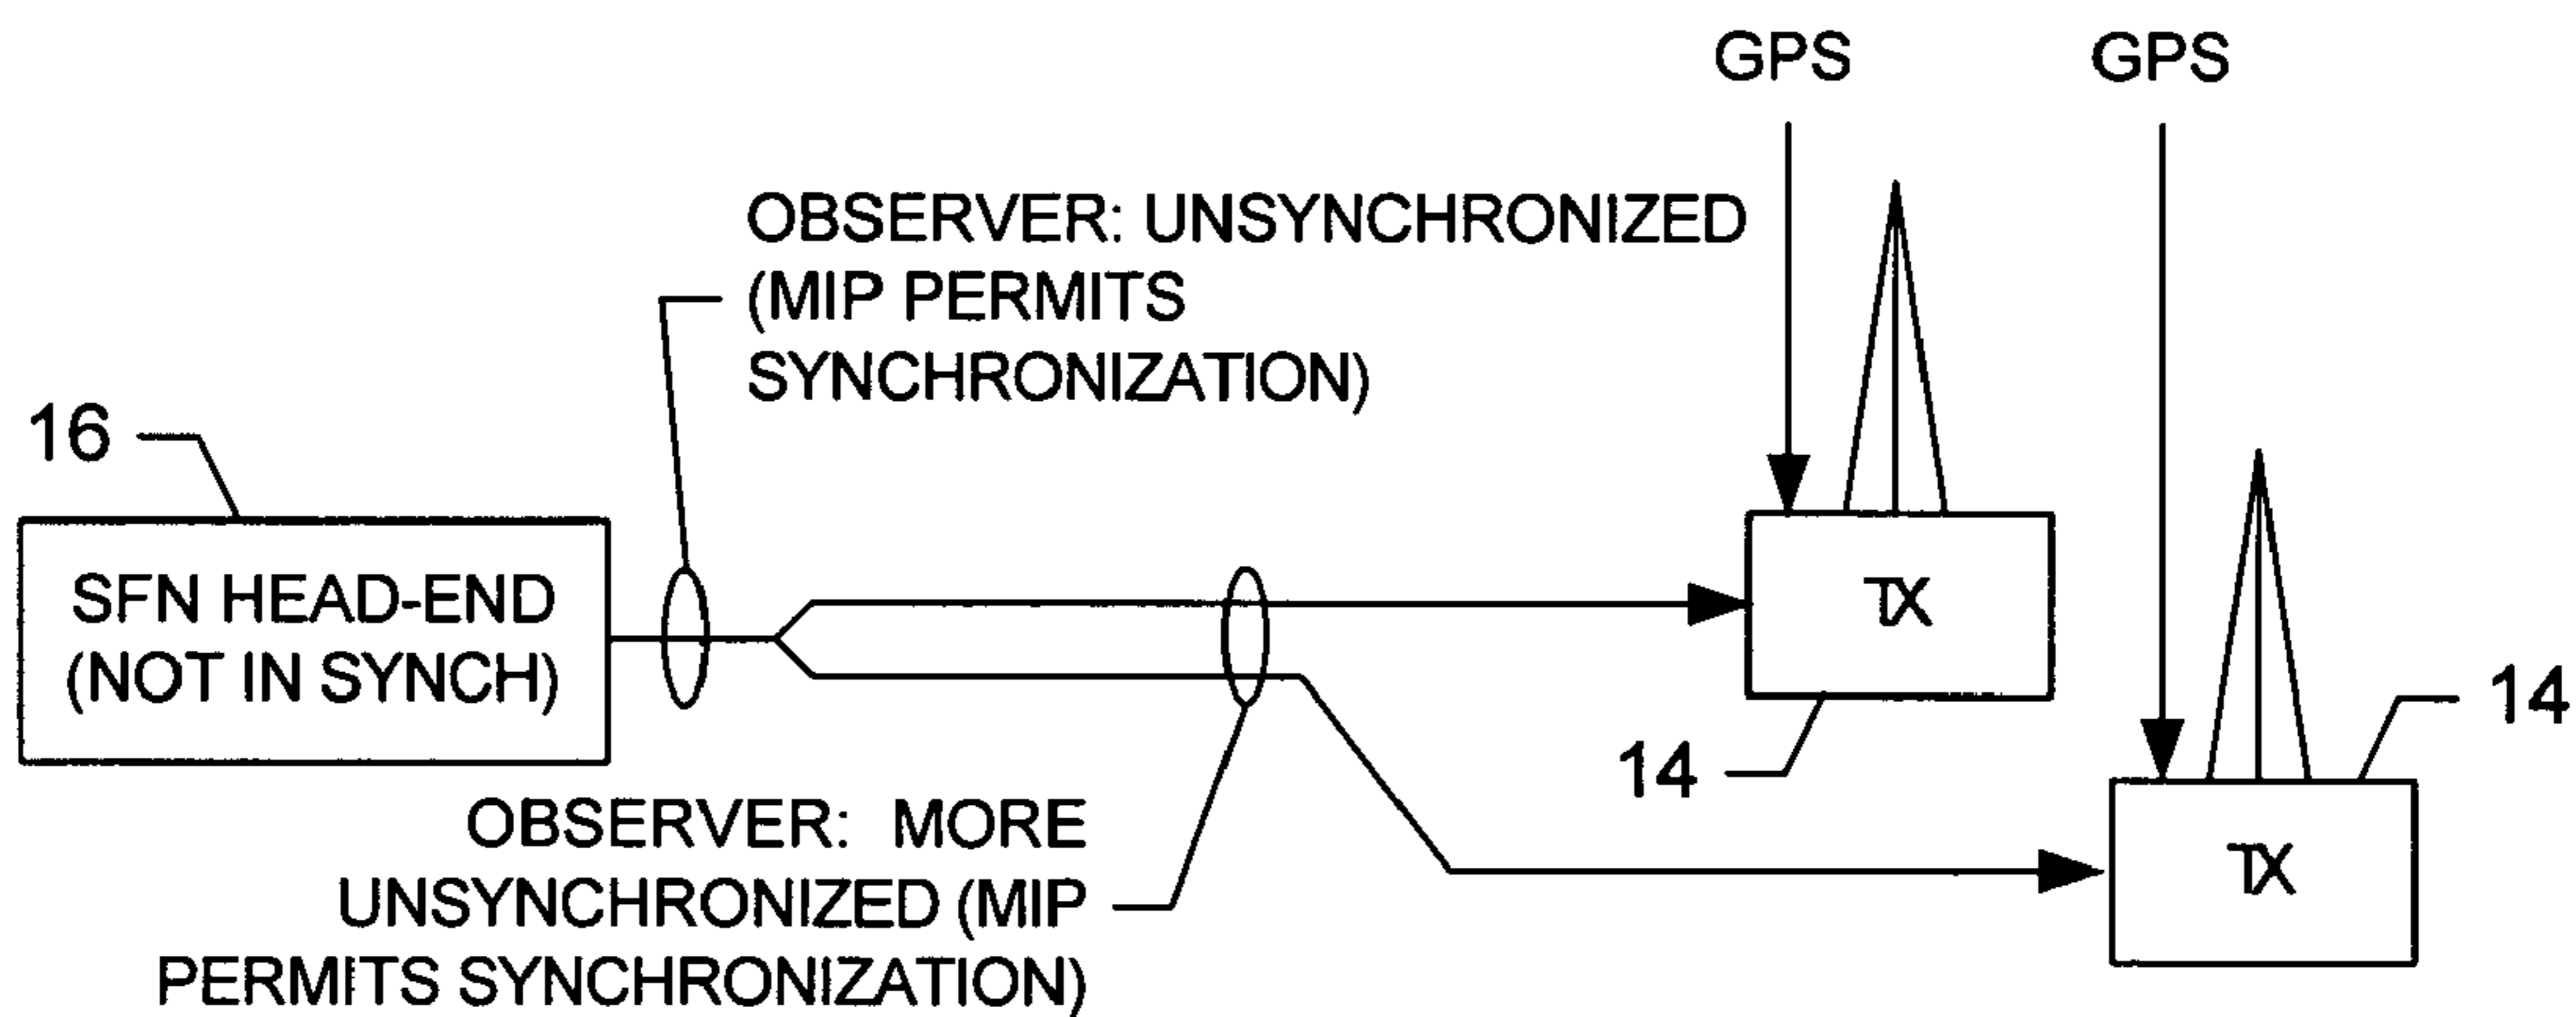 GPS
GPS
OBSERVER: UNSYNCHRONIZED
(MIP PERMITS
SYNCHRONIZATION)
16
SFN HEAD-END
(NOT IN SYNCH)
TX
14
14
OBSERVER: MORE
UNSYNCHRONIZED (MIP
PERMITS SYNCHRONIZATION)
TX